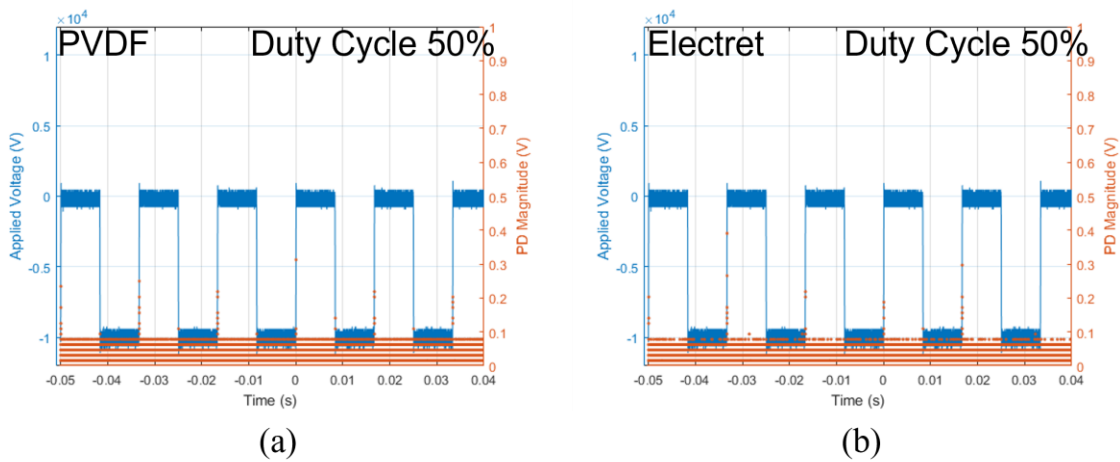 ×10⁴
PVDF Duty Cycle 50%
1
0.5
0
-0.5
-1
Applied Voltage (V)
1
0.9
0.8
0.7
0.6
0.5
0.4
0.3
0.2
0.1
0
PD Magnitude (V)
-0.05 -0.04 -0.03 -0.02 -0.01 0 0.01 0.02 0.03 0.04
Time (s)
(a)
×10⁴
Electret Duty Cycle 50%
1
0.5
0
-0.5
-1
Applied Voltage (V)
1
0.9
0.8
0.7
0.6
0.5
0.4
0.3
0.2
0.1
0
PD Magnitude (V)
-0.05 -0.04 -0.03 -0.02 -0.01 0 0.01 0.02 0.03 0.04
Time (s)
(b)